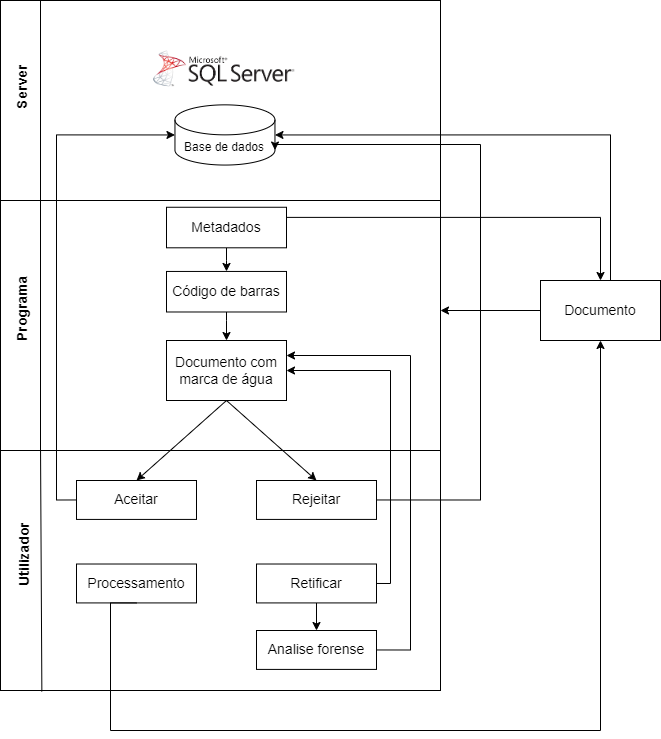 Server
Microsoft®
SQL Server
Base de dados
Programa
Metadados
Código de barras
Documento com
marca de água
Documento
Utilizador
Aceitar
Rejeitar
Processamento
Retificar
Analise forense